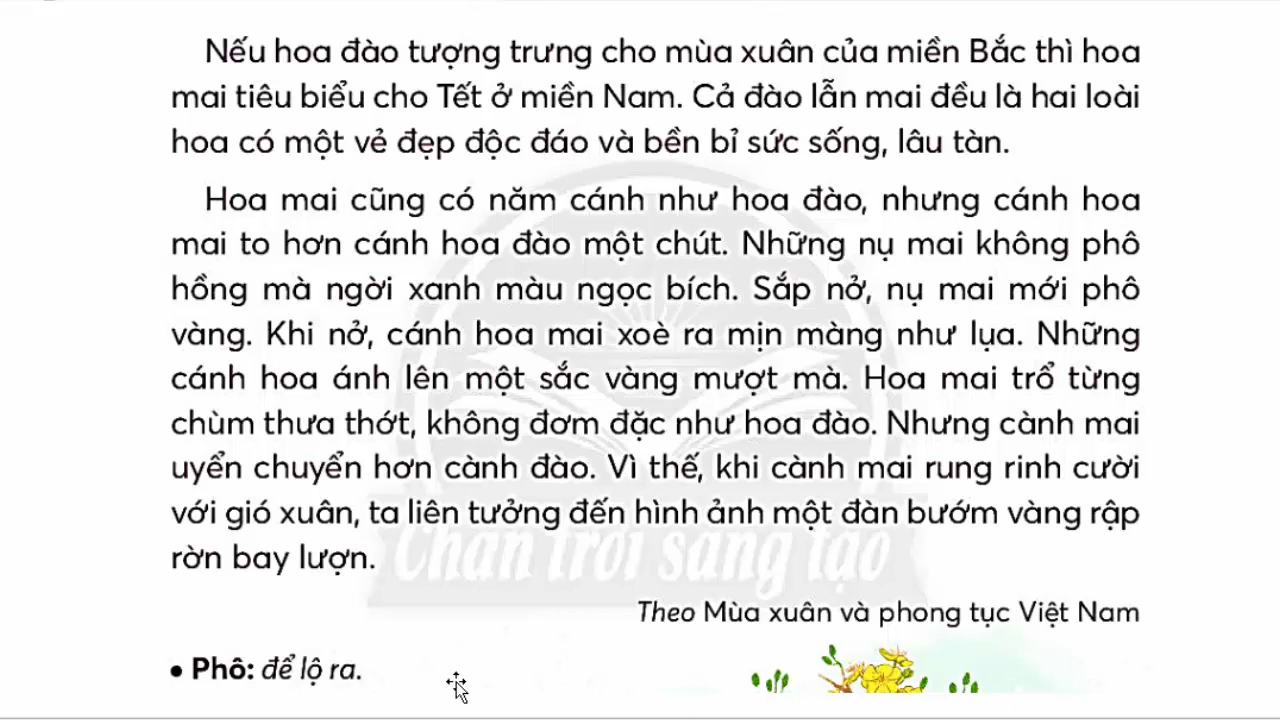 Nếu hoa đào tượng trưng cho mùa xuân của miền Bắc thì hoa
mai tiêu biểu cho Tết ở miền Nam. Cả đào lẫn mai đều là hai loài
hoa có một vẻ đẹp độc đáo và bền bỉ sức sống, lâu tàn.
Hoa mai cũng có năm cánh như hoa đào, nhưng cánh hoa
mai to hơn cánh hoa đào một chút. Những nụ mai không phô
hồng mà ngời xanh màu ngọc bích. Sắp nở, nụ mai mới phô
vàng. Khi nở, cánh hoa mai xoè ra mịn màng như lụa. Những
cánh hoa ánh lên một sắc vàng mượt mà. Hoa mai trổ từng
chùm thưa thớt, không đơm đặc như hoa đào. Nhưng cành mai
uyển chuyển hơn cành đào. Vì thế, khi cành mai rung rinh cười
với gió xuân, ta liên tưởng đến hình ảnh một đàn bướm vàng rập
rờn bay lượn.
Chân trời sáng tạo
Theo Mùa xuân và phong tục Việt Nam
• Phô: để lộ ra.